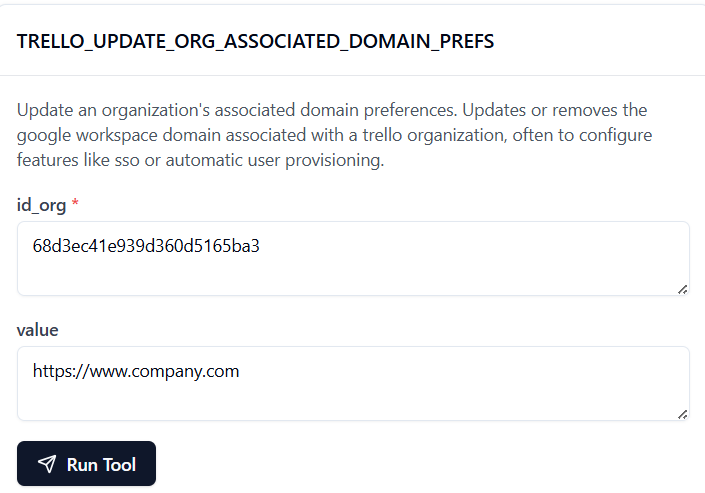 TRELLO_UPDATE_ORG_ASSOCIATED_DOMAIN_PREFS
Update an organization's associated domain preferences. Updates or removes the
google workspace domain associated with a trello organization, often to configure
features like sso or automatic user provisioning.
id_org *
68d3ec41e939d360d5165ba3
value
https://www.company.com
Run Tool